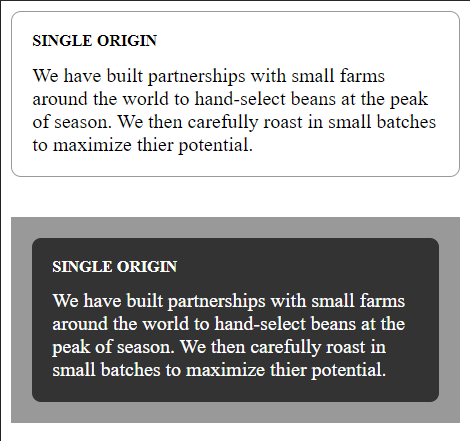 SINGLE ORIGIN
We have built partnerships with small farms
around the world to hand-select beans at the peak
of season. We then carefully roast in small batches
to maximize thier potential.
SINGLE ORIGIN
We have built partnerships with small farms
around the world to hand-select beans at the
peak of season. We then carefully roast in
small batches to maximize thier potential.